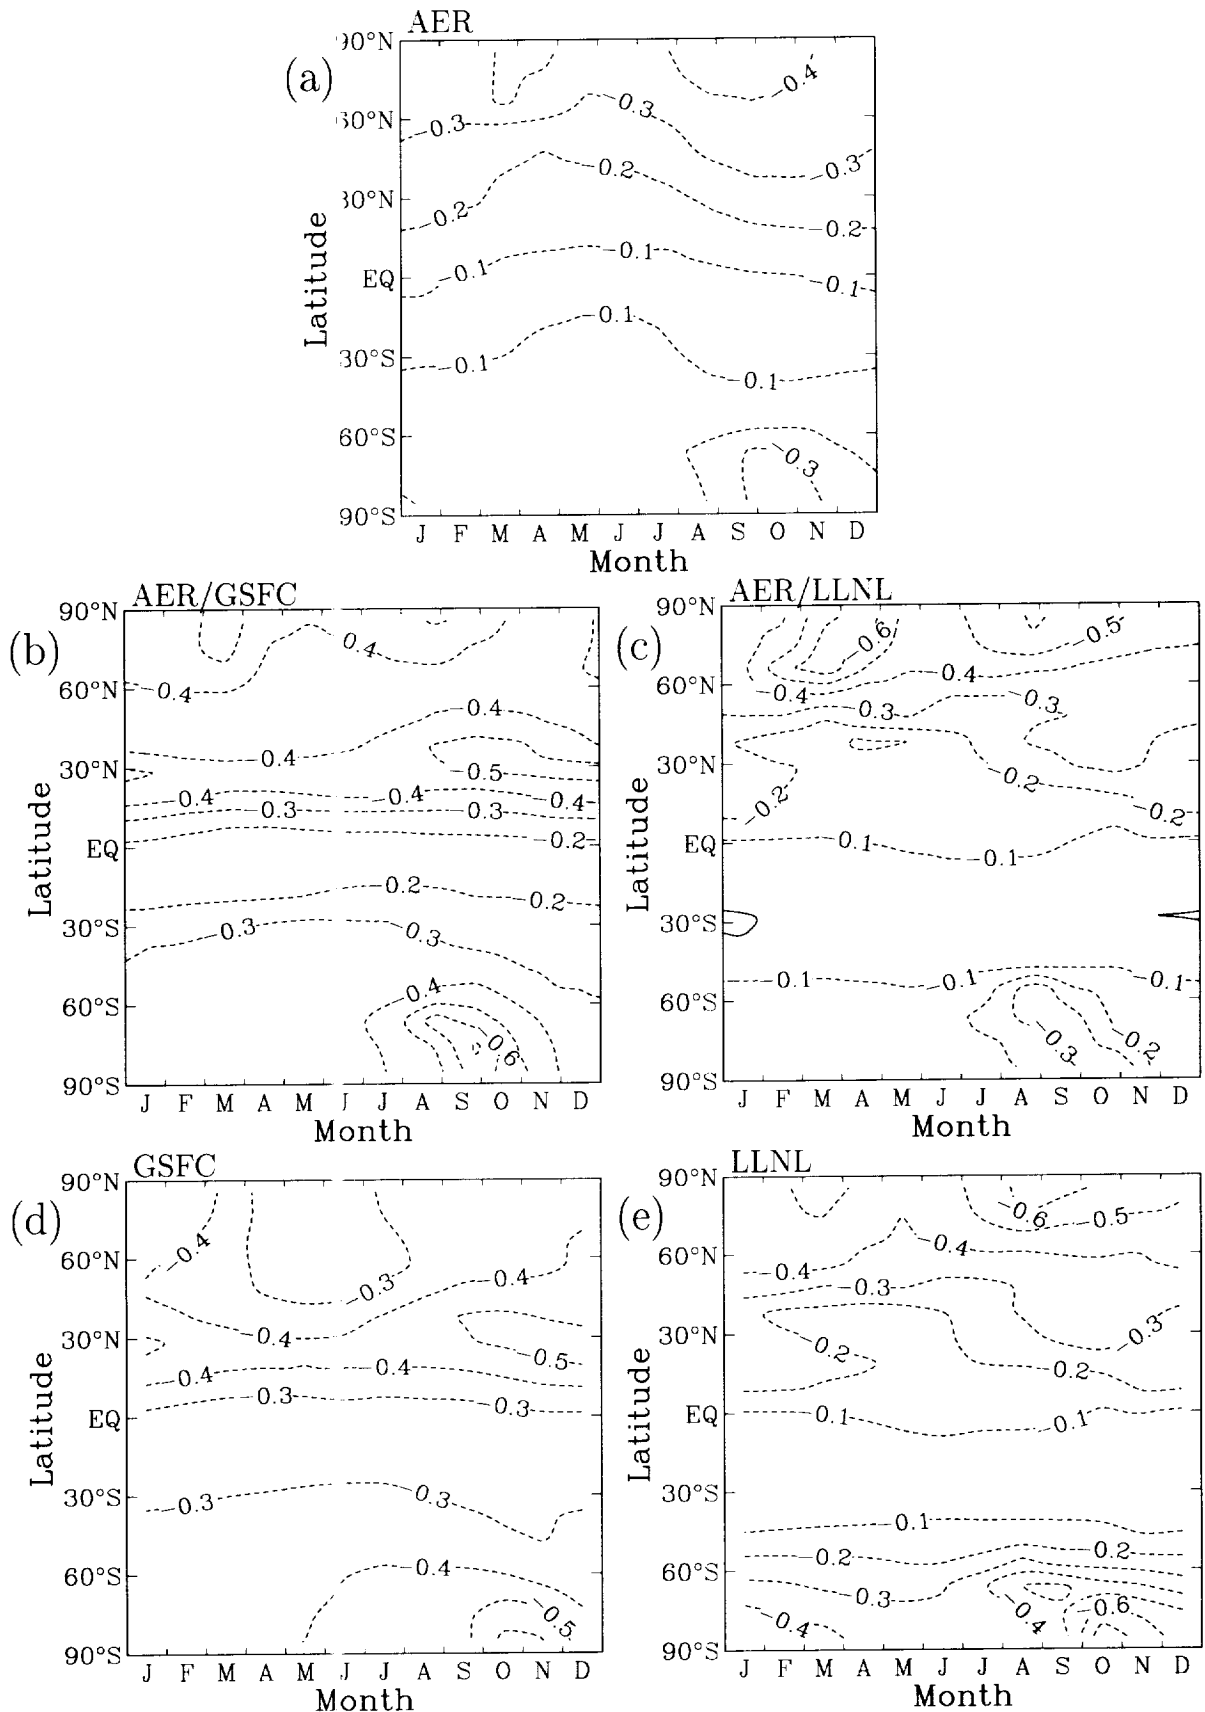 AER
(a)
90°N
60°N
30°N
EQ
30°S
60°S
90°S
Latitude
-0.4
-0.3
-0.3
-0.3
-0.2
-0.2
-0.2
-0.1
-0.1
-0.1
-0.1
-0.1
-0.1
-0.3
J F M A M J J A S O N D
Month
AER/GSFC
(b)
90°N
60°N
30°N
EQ
30°S
60°S
90°S
Latitude
-0.4
-0.4
-0.4
-0.4
-0.5
-0.4
-0.4
-0.4
-0.3
-0.3
-0.2
-0.2
-0.2
-0.3
-0.3
-0.4
-0.6
J F M A M J J A S O N D
Month
AER/LLNL
(c)
90°N
60°N
30°N
EQ
30°S
60°S
90°S
Latitude
-0.6
-0.5
-0.4
-0.4
-0.3
-0.3
-0.2
-0.2
-0.2
-0.1
-0.1
-0.1
-0.1
-0.1
-0.2
-0.3
J F M A M J J A S O N D
Month
GSFC
(d)
90°N
60°N
30°N
EQ
30°S
60°S
90°S
Latitude
-0.4
-0.3
-0.4
-0.4
-0.5
-0.4
-0.4
-0.3
-0.3
-0.3
-0.3
-0.4
-0.5
J F M A M J J A S O N D
Month
LLNL
(e)
90°N
60°N
30°N
EQ
30°S
60°S
90°S
Latitude
-0.6
-0.5
-0.4
-0.4
-0.3
-0.3
-0.2
-0.2
-0.1
-0.1
-0.1
-0.2
-0.2
-0.3
-0.4
-0.4
-0.6
J F M A M J J A S O N D
Month